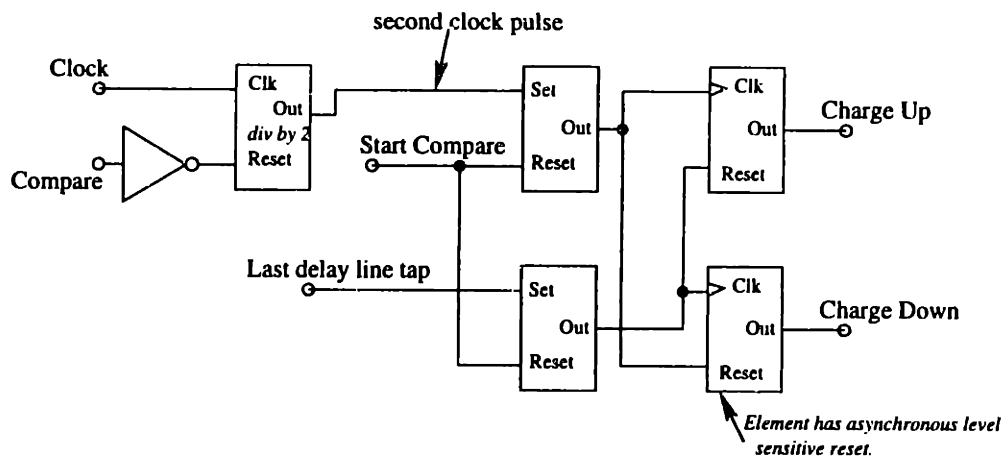 second clock pulse
Clock
Clk
Out
div by 2
Reset
Compare
Start Compare
Set
Out
Reset
Clk
Out
Reset
Charge Up
Last delay line tap
Set
Out
Reset
Clk
Out
Reset
Charge Down
Element has asynchronous level
sensitive reset.